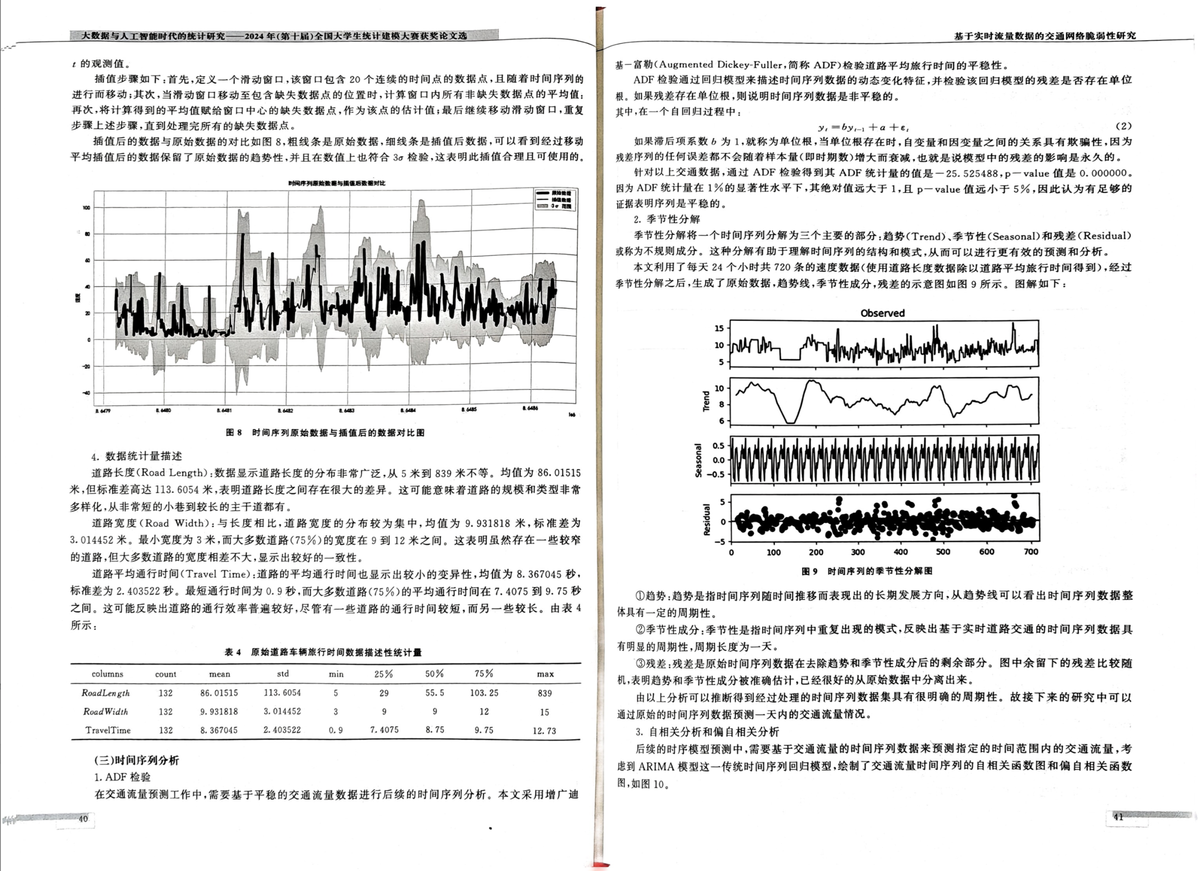 大数据与人工智能时代的统计研究——2024年(第十届)全国大学生统计建模大赛获奖论文选
t 的观测值。
插值步骤如下:首先,定义一个滑动窗口,该窗口包含 20 个连续的时间点的数据点,且随着时间序列的
进行而移动;其次,当滑动窗口移动至包含缺失数据点的位置时,计算窗口内所有非缺失数据点的平均值;
再次,将计算得到的平均值赋给窗口中心的缺失数据点,作为该点的估计值;最后继续移动滑动窗口,重复
步骤上述步骤,直到处理完所有的缺失数据点。
插值后的数据与原始数据的对比如图 8,粗线条是原始数据,细线条是插值后数据,可以看到经过移动
平均插值后的数据保留了原始数据的趋势性,并且在数值上也符合 3σ 检验,这表明此插值合理且可使用的。
时间序列原始数据与插值后数据对比
原始数据
插值数据
3σ 范围
100
80
60
40
20
0
-20
-40
速度
8.6479 8.6480 8.6481 8.6482 8.6483 8.6484 8.6485 8.6486
1e6
图 8 时间序列原始数据与插值后的数据对比图
4. 数据统计量描述
道路长度(Road Length):数据显示道路长度的分布非常广泛,从 5 米到 839 米不等。均值为 86.01515
米,但标准差高达 113.6054 米,表明道路长度之间存在很大的差异。这可能意味着道路的规模和类型非常
多样化,从非常短的小巷到较长的主干道都有。
道路宽度(Road Width):与长度相比,道路宽度的分布较为集中,均值为 9.931818 米,标准差为
3.014452 米。最小宽度为 3 米,而大多数道路(75%)的宽度在 9 到 12 米之间。这表明虽然存在一些较窄
的道路,但大多数道路的宽度相差不大,显示出较好的一致性。
道路平均通行时间(Travel Time):道路的平均通行时间也显示出较小的变异性,均值为 8.367045 秒,
标准差为 2.403522 秒。最短通行时间为 0.9 秒,而大多数道路(75%)的平均通行时间在 7.4075 到 9.75 秒
之间。这可能反映出道路的通行效率普遍较好,尽管有一些道路的通行时间较短,而另一些较长。由表 4
所示:
表 4 原始道路车辆旅行时间数据描述性统计量
columns count mean std min 25% 50% 75% max
RoadLength 132 86.01515 113.6054 5 29 55.5 103.25 839
RoadWidth 132 9.931818 3.014452 3 9 9 12 15
TravelTime 132 8.367045 2.403522 0.9 7.4075 8.75 9.75 12.73
(三)时间序列分析
1. ADF 检验
在交通流量预测工作中,需要基于平稳的交通流量数据进行后续的时间序列分析。本文采用增广迪
40
基于实时流量数据的交通网络脆弱性研究
基—富勒(Augmented Dickey-Fuller,简称 ADF)检验道路平均旅行时间的平稳性。
ADF 检验通过回归模型来描述时间序列数据的动态变化特征,并检验该回归模型的残差是否存在单位
根。如果残差存在单位根,则说明时间序列数据是非平稳的。
其中,在一个自回归过程中:
yₜ=byₜ₋₁+a+εₜ (2)
如果滞后项系数 b 为 1,就称为单位根,当单位根存在时,自变量和因变量之间的关系具有欺骗性,因为
残差序列的任何误差都不会随着样本量(即时期数)增大而衰减,也就是说模型中的残差的影响是永久的。
针对以上交通数据,通过 ADF 检验得到其 ADF 统计量的值是-25.525488,p-value 值是 0.000000。
因为 ADF 统计量在 1%的显著性水平下,其绝对值远大于 1,且 p-value 值远小于 5%,因此认为有足够的
证据表明序列是平稳的。
2. 季节性分解
季节性分解将一个时间序列分解为三个主要的部分:趋势(Trend)、季节性(Seasonal)和残差(Residual)
或称为不规则成分。这种分解有助于理解时间序列的结构和模式,从而可以进行更有效的预测和分析。
本文利用了每天 24 个小时共 720 条的速度数据(使用道路长度数据除以道路平均旅行时间得到),经过
季节性分解之后,生成了原始数据,趋势线,季节性成分,残差的示意图如图 9 所示。图解如下:
Observed
15
10
5
Trend
10
8
6
Seasonal
0.5
0.0
-0.5
Residual
5
0
-5
0 100 200 300 400 500 600 700
图 9 时间序列的季节性分解图
①趋势:趋势是指时间序列随时间推移而表现出的长期发展方向,从趋势线可以看出时间序列数据整
体具有一定的周期性。
②季节性成分:季节性是指时间序列中重复出现的模式,反映出基于实时道路交通的时间序列数据具
有明显的周期性,周期长度为一天。
③残差:残差是原始时间序列数据在去除趋势和季节性成分后的剩余部分。图中余留下的残差比较随
机,表明趋势和季节性成分被准确估计,已经很好的从原始数据中分离出来。
由以上分析可以推断得到经过处理的时间序列数据集具有很明确的周期性。故接下来的研究中可以
通过原始的时间序列数据预测一天内的交通流量情况。
3. 自相关分析和偏自相关分析
后续的时序模型预测中,需要基于交通流量的时间序列数据来预测指定的时间范围内的交通流量,考
虑到 ARIMA 模型这一传统时间序列回归模型,绘制了交通流量时间序列的自相关函数图和偏自相关函数
图,如图 10。
41